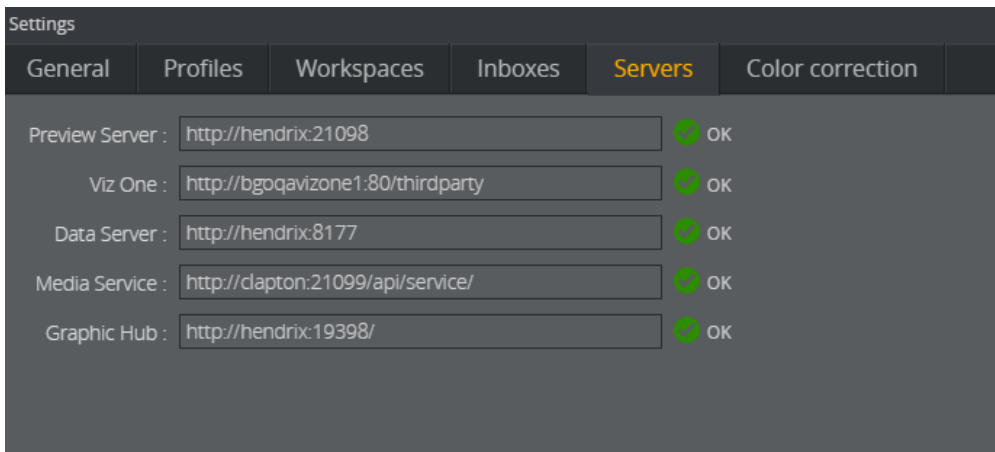 Settings
General Profiles Workspaces Inboxes Servers Color correction
Preview Server : http://hendrix:21098 OK
Viz One : http://bgoqavizone1:80/thirdparty OK
Data Server : http://hendrix:8177 OK
Media Service : http://clapton:21099/api/service/ OK
Graphic Hub : http://hendrix:19398/ OK